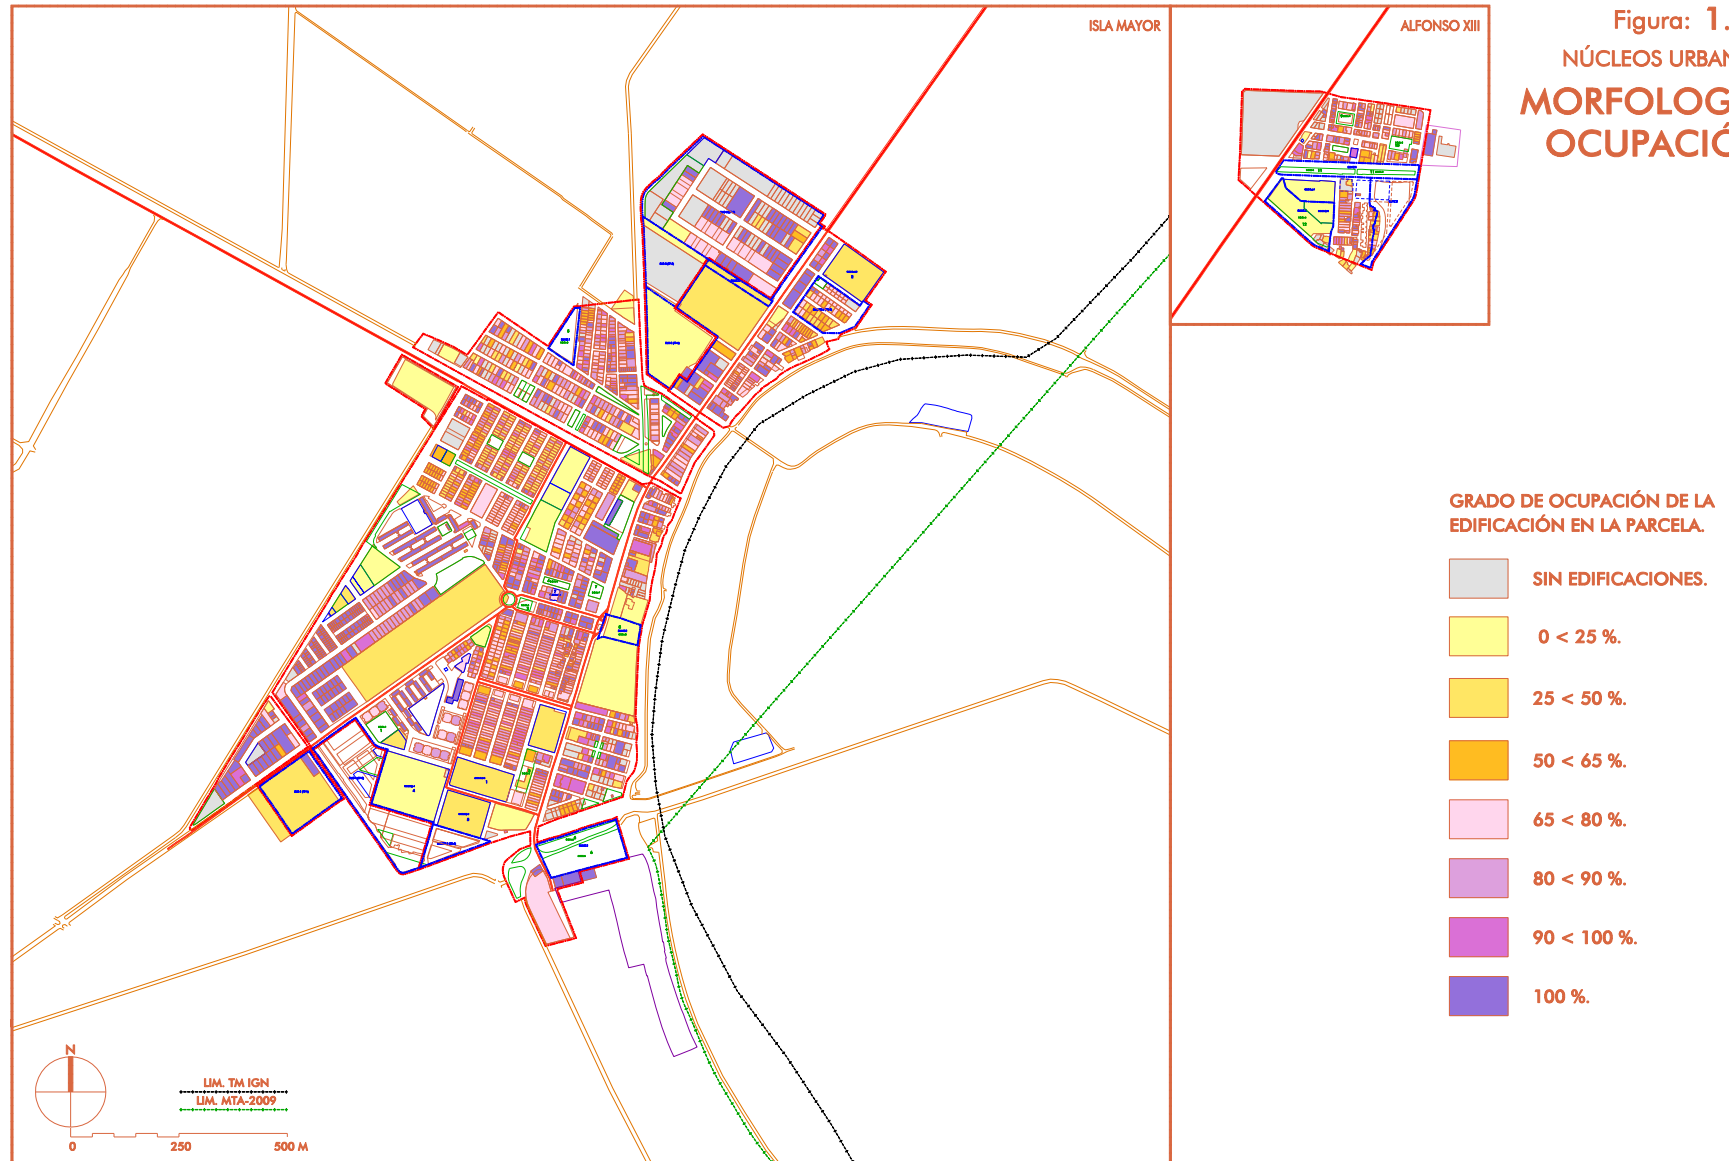 ISLA MAYOR
ALFONSO XIII
Figura: 1.
NÚCLEOS URBAN
MORFOLOG
OCUPACIÓ
GRADO DE OCUPACIÓN DE LA
EDIFICACIÓN EN LA PARCELA.
SIN EDIFICACIONES.
0 < 25 %.
25 < 50 %.
50 < 65 %.
65 < 80 %.
80 < 90 %.
90 < 100 %.
100 %.
N
LIM. TM IGN
LIM. MTA-2009
0 250 500 M